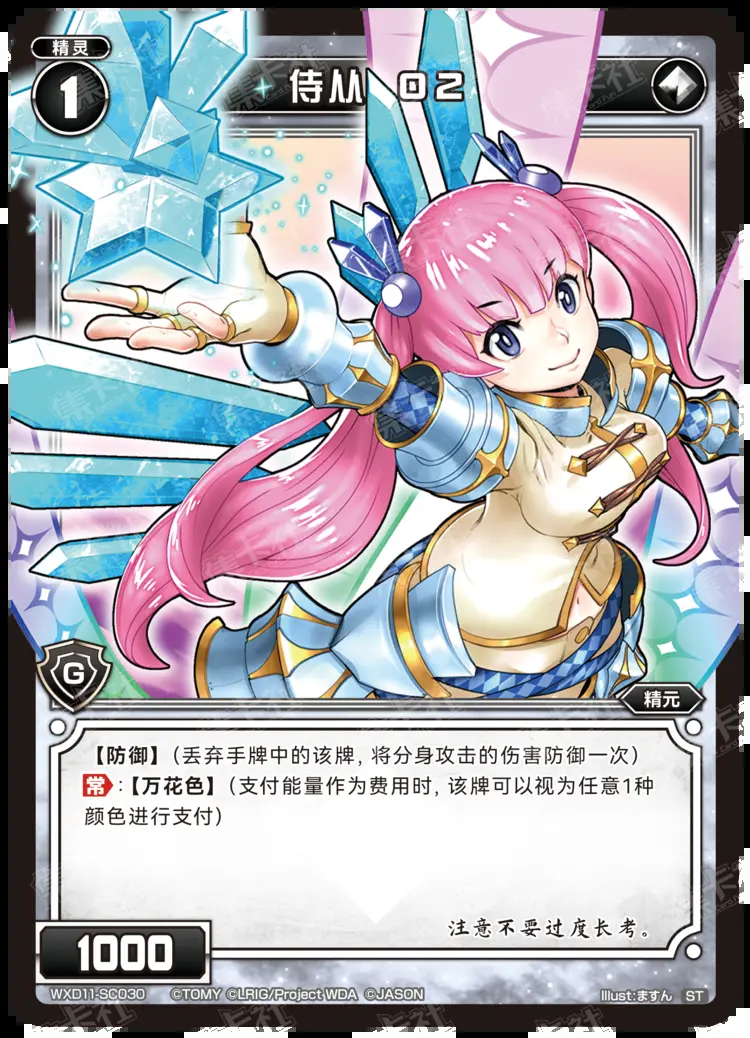 精灵
1
侍从 02
G
精元
【防御】（丢弃手牌中的该牌，将分身攻击的伤害防御一次）
常：【万花色】（支付能量作为费用时，该牌可以视为任意1种
颜色进行支付）
注意不要过度长考。
1000
WXD11-SC030 ©TOMY ©LRIG/Project WDA ©JASON Illust:ますん ST